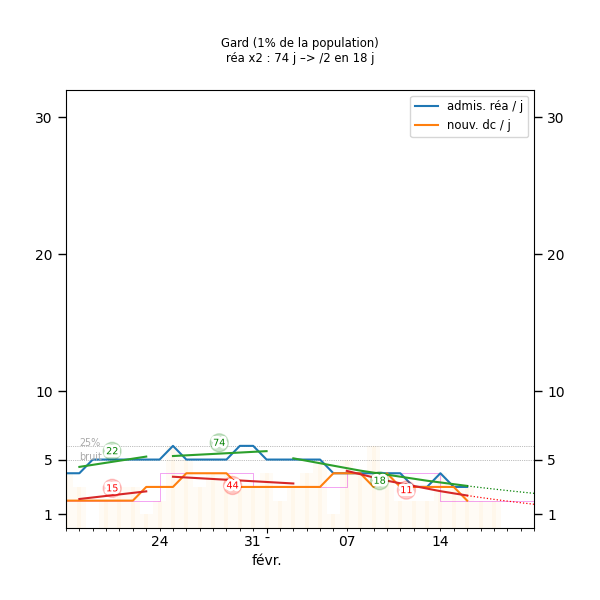 Gard (1% de la population)
réa x2 : 74 j –> /2 en 18 j
admis. réa / j
nouv. dc / j
30 30
20 20
10 10
25%
bruit
22
74
5 5
15
44
18
11
1 1
24 31 07 14
févr.